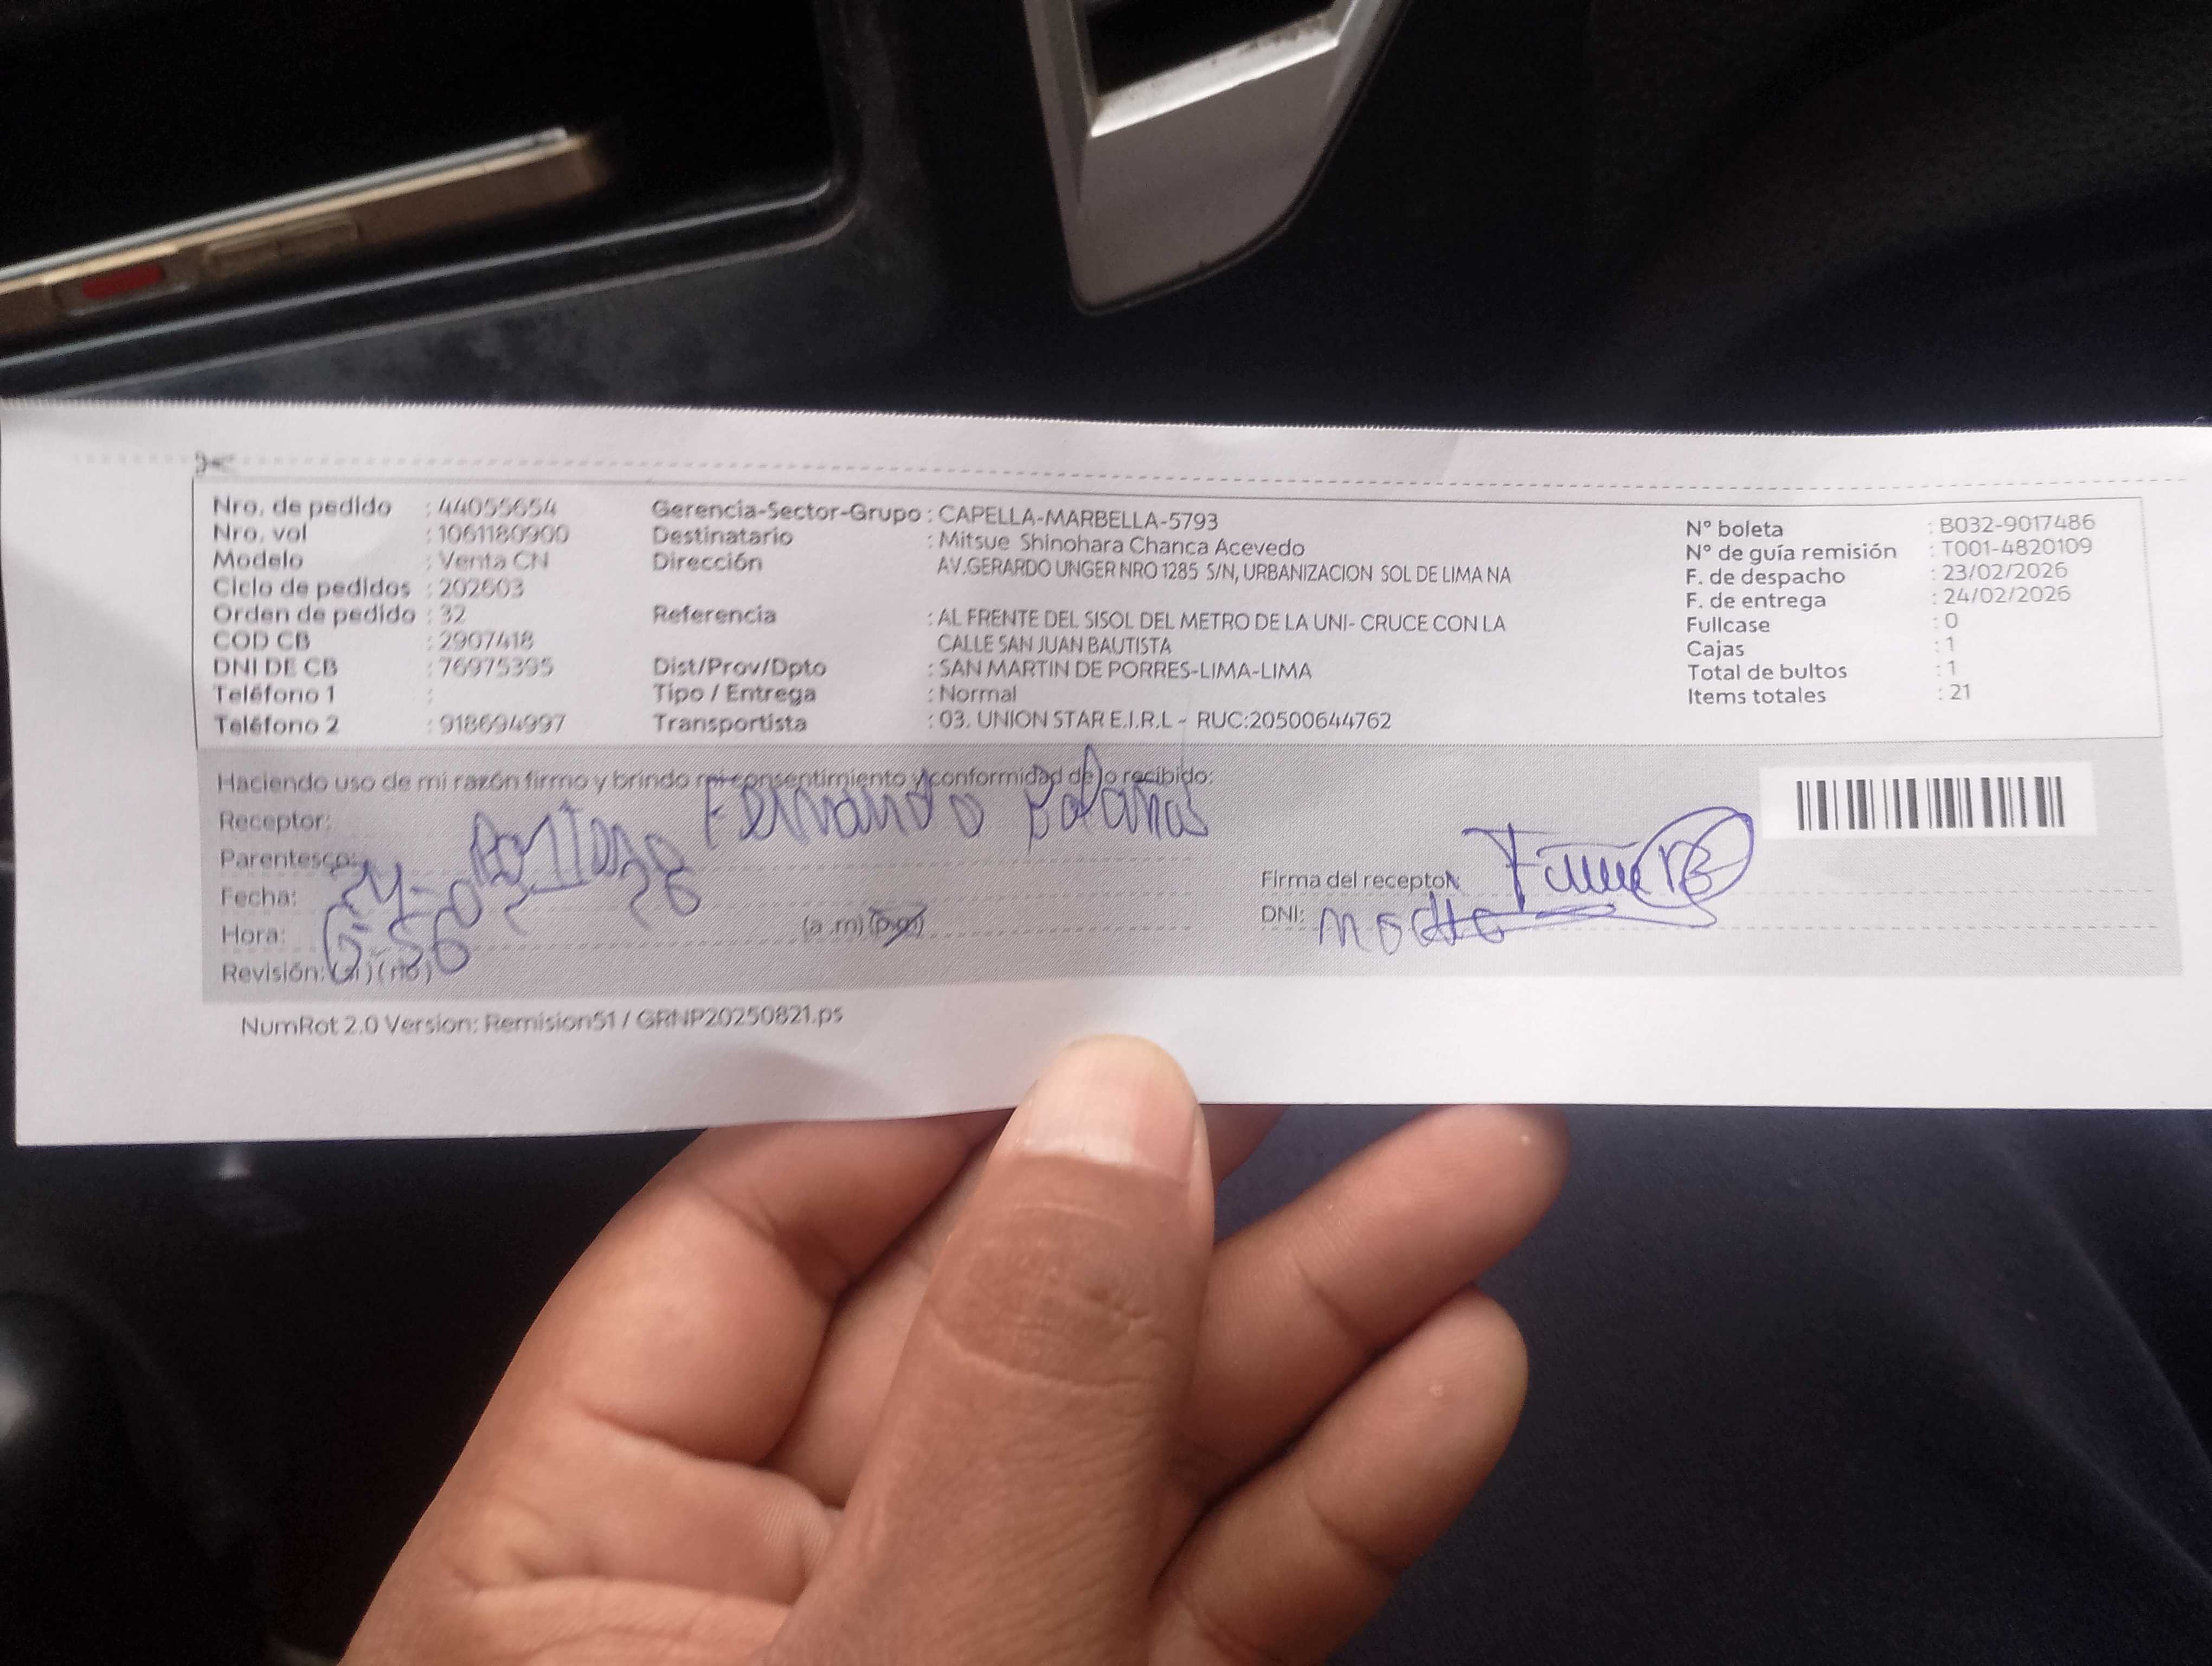 Nro. de pedido : 44055654
Nro. vol : 1061180900
Modelo : Venta CN
Ciclo de pedidos : 202603
Orden de pedido : 32
COD CB : 2907418
DNI DE CB : 76975395
Teléfono 1 :
Teléfono 2 : 918694997
Gerencia-Sector-Grupo : CAPELLA-MARBELLA-5793
Destinatario : Mitsue Shinohara Chanca Acevedo
Dirección AV.GERARDO UNGER NRO 1285 S/N, URBANIZACION SOL DE LIMA NA
Referencia : AL FRENTE DEL SISOL DEL METRO DE LA UNI- CRUCE CON LA
CALLE SAN JUAN BAUTISTA
Dist/Prov/Dpto : SAN MARTIN DE PORRES-LIMA-LIMA
Tipo / Entrega : Normal
Transportista : 03. UNION STAR E.I.R.L - RUC:20500644762
N° boleta : B032-9017486
N° de guía remisión : T001-4820109
F. de despacho : 23/02/2026
F. de entrega : 24/02/2026
Fullcase : 0
Cajas : 1
Total de bultos : 1
Items totales : 21
Haciendo uso de mi razón firmo y brindo mi consentimiento y conformidad de lo recibido:
Receptor: Fernando Bolaños
Parentesco:
Fecha: 24-02-26
Hora: 6:56 (a .m) (p.m)
Revisión: (si) (no)
Firma del receptor:
DNI:
NumRot 2.0 Version: Remision51 / GRNP20250821.ps